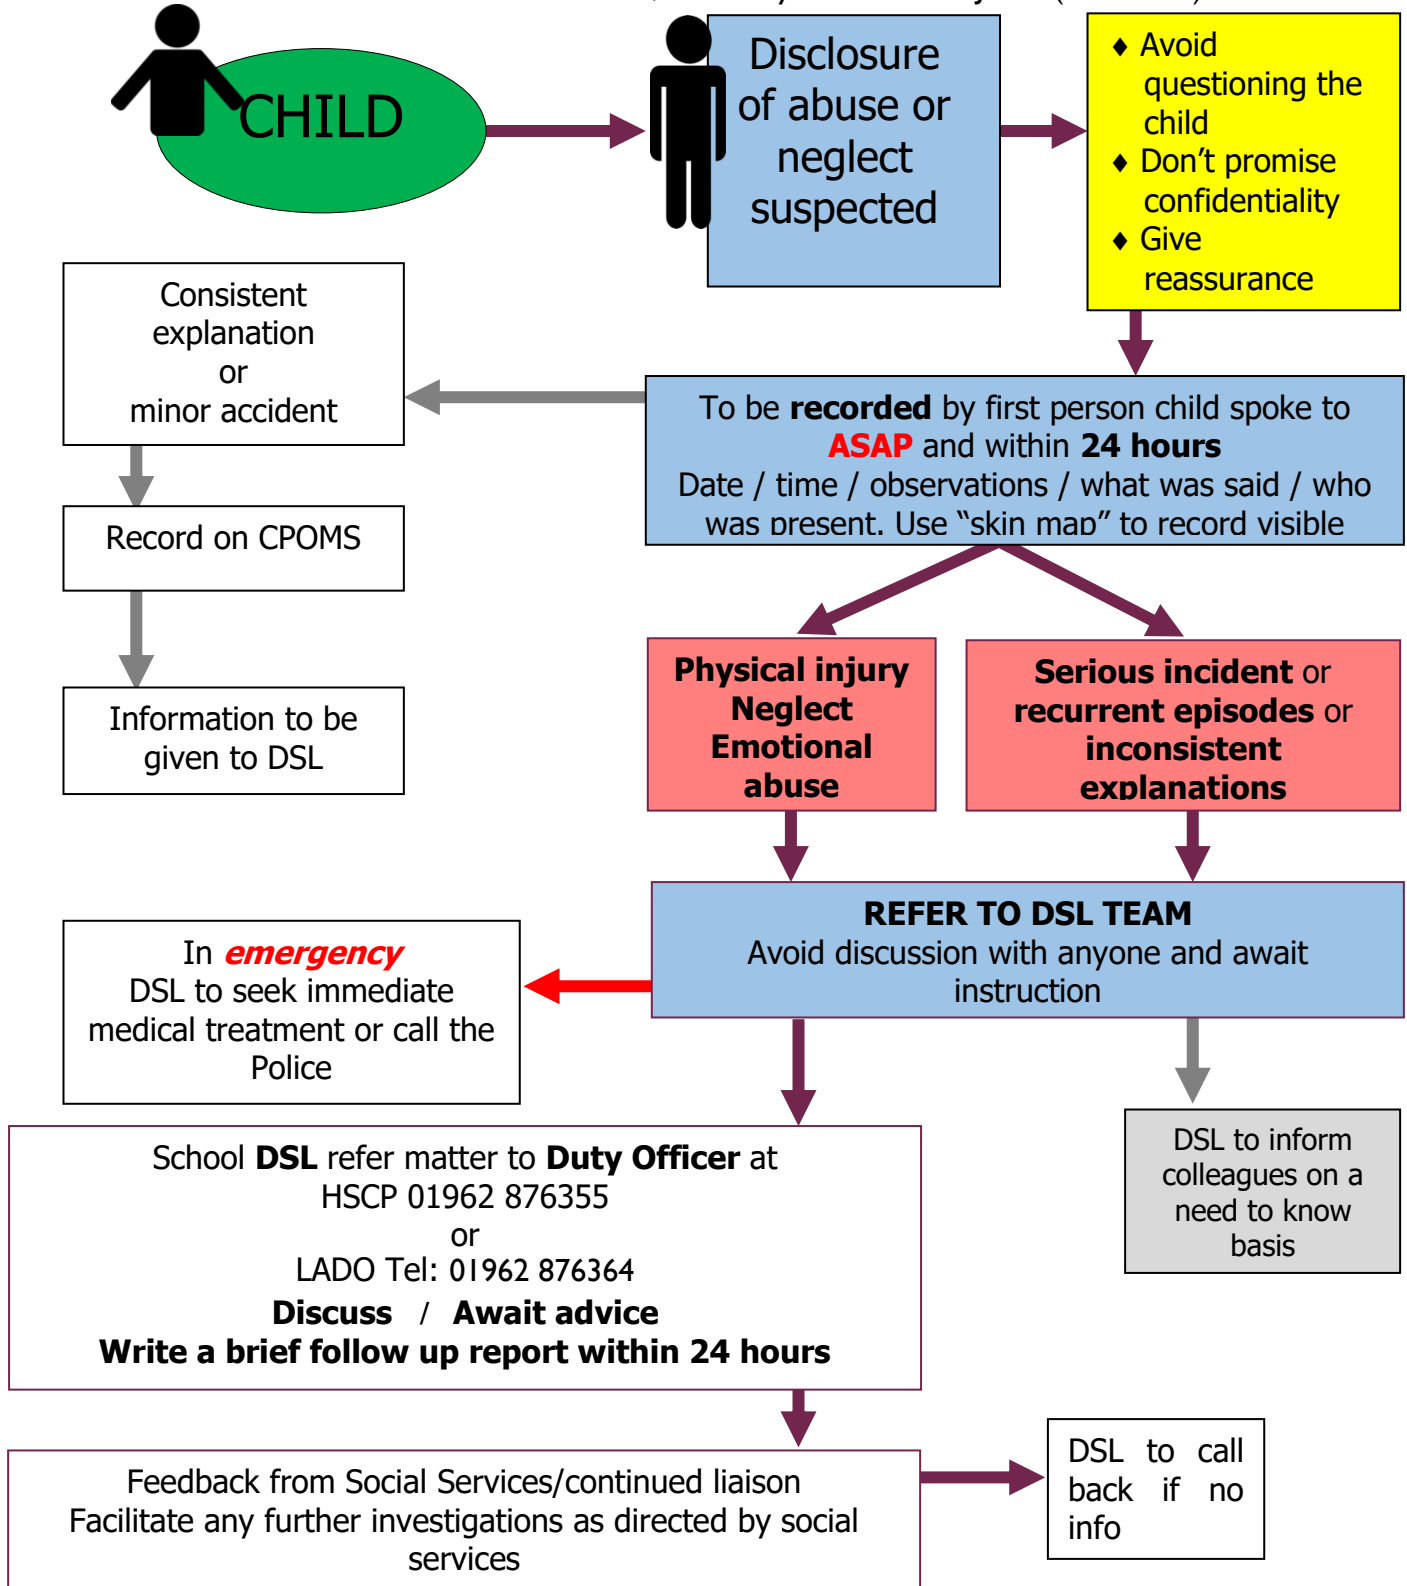 CHILD
Disclosure
of abuse or
neglect
suspected
♦ Avoid
questioning the
child
♦ Don’t promise
confidentiality
♦ Give
reassurance
Consistent
explanation
or
minor accident
To be recorded by first person child spoke to
ASAP and within 24 hours
Date / time / observations / what was said / who
was present. Use “skin map” to record visible
Record on CPOMS
Information to be
given to DSL
Physical injury
Neglect
Emotional
abuse
Serious incident or
recurrent episodes or
inconsistent
explanations
REFER TO DSL TEAM
Avoid discussion with anyone and await
instruction
In emergency
DSL to seek immediate
medical treatment or call the
Police
School DSL refer matter to Duty Officer at
HSCP 01962 876355
or
LADO Tel: 01962 876364
Discuss / Await advice
Write a brief follow up report within 24 hours
DSL to inform
colleagues on a
need to know
basis
Feedback from Social Services/continued liaison
Facilitate any further investigations as directed by social
services
DSL to call
back if no
info